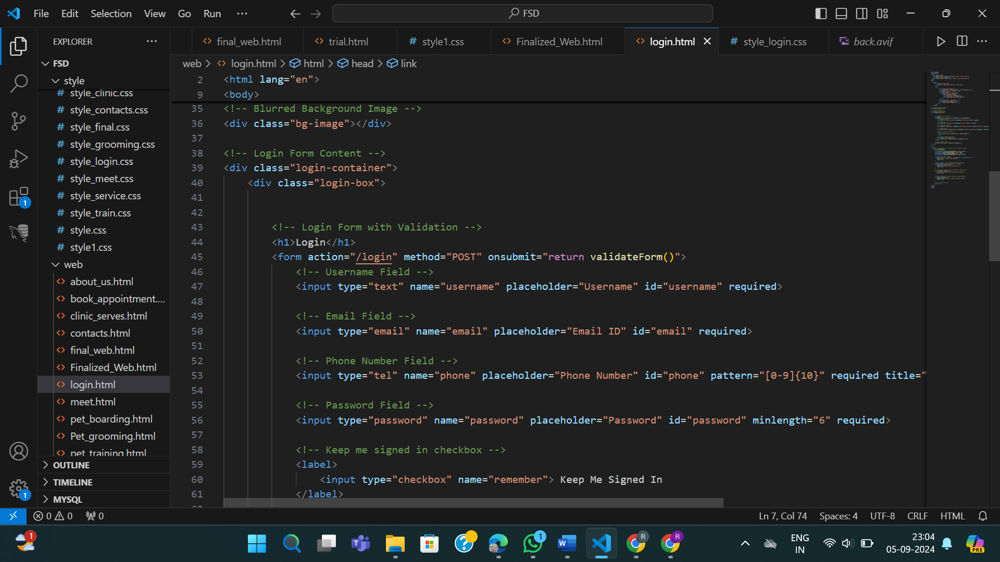 File Edit Selection View Go Run ···
FSD
EXPLORER ···
final_web.html
trial.html
# style1.css
Finalized_Web.html
login.html
# style_login.css
back.avif
FSD
style
# style_clinic.css
# style_contacts.css
# style_final.css
# style_grooming.css
# style_login.css
# style_meet.css
# style_service.css
# style_train.css
# style.css
# style1.css
web
about_us.html
book_appointment....
clinic_serves.html
contacts.html
final_web.html
Finalized_Web.html
login.html
meet.html
pet_boarding.html
Pet_grooming.html
pet_training.html
OUTLINE
TIMELINE
MYSQL
1
1
web > login.html > html > head > link
2 <html lang="en">
9 <body>
35 <!-- Blurred Background Image -->
36 <div class="bg-image"></div>
37
38 <!-- Login Form Content -->
39 <div class="login-container">
40 <div class="login-box">
41
42
43 <!-- Login Form with Validation -->
44 <h1>Login</h1>
45 <form action="/login" method="POST" onsubmit="return validateForm()">
46 <!-- Username Field -->
47 <input type="text" name="username" placeholder="Username" id="username" required>
48
49 <!-- Email Field -->
50 <input type="email" name="email" placeholder="Email ID" id="email" required>
51
52 <!-- Phone Number Field -->
53 <input type="tel" name="phone" placeholder="Phone Number" id="phone" pattern="[0-9]{10}" required title="
54
55 <!-- Password Field -->
56 <input type="password" name="password" placeholder="Password" id="password" minlength="6" required>
57
58 <!-- Keep me signed in checkbox -->
59 <label>
60 <input type="checkbox" name="remember"> Keep Me Signed In
61 </label>
0 0 0
Ln 7, Col 74 Spaces: 4 UTF-8 CRLF HTML
1
1
R
R
ENG
IN
23:04
05-09-2024
PRE